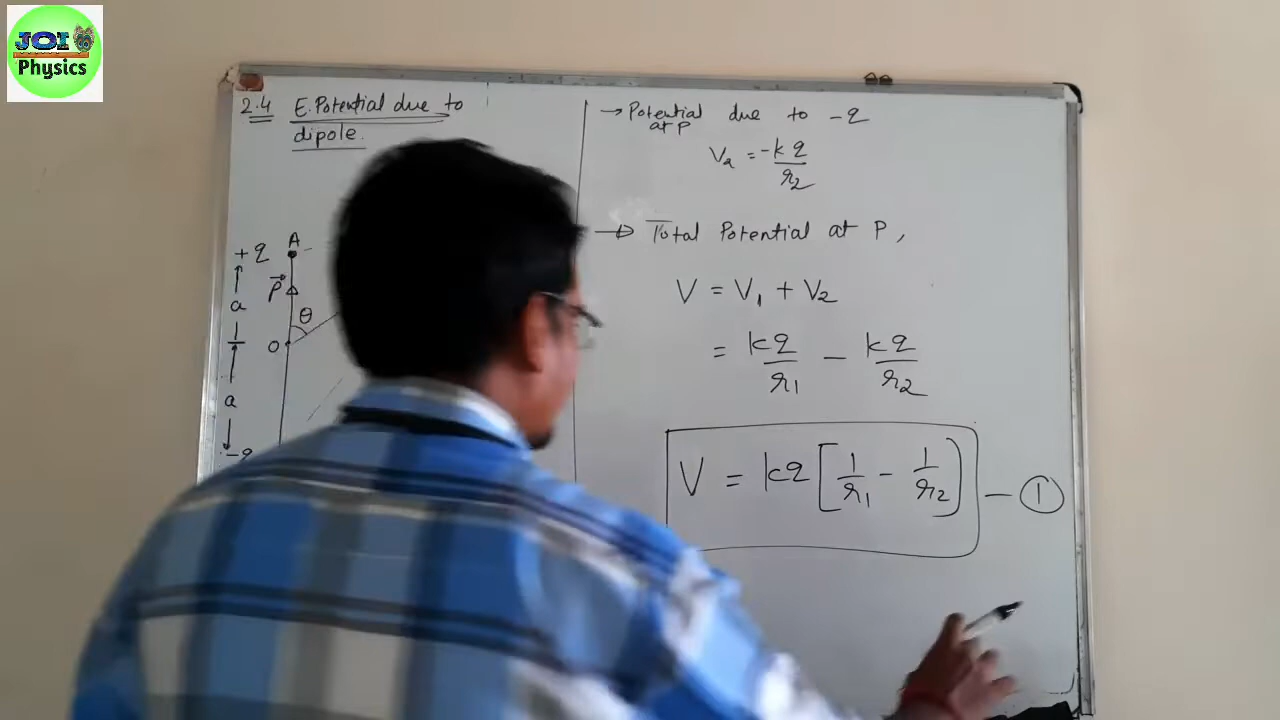 JOI
Physics
2.4 E. Potential due to
dipole.
A
+q
P⃗
a
θ
O
a
-q
→ Potential due to -q
at P
Va = -kq/r2
→ Total Potential at P,
V = V1 + V2
= kq/r1 - kq/r2
V = kq [1/r1 - 1/r2] - ①